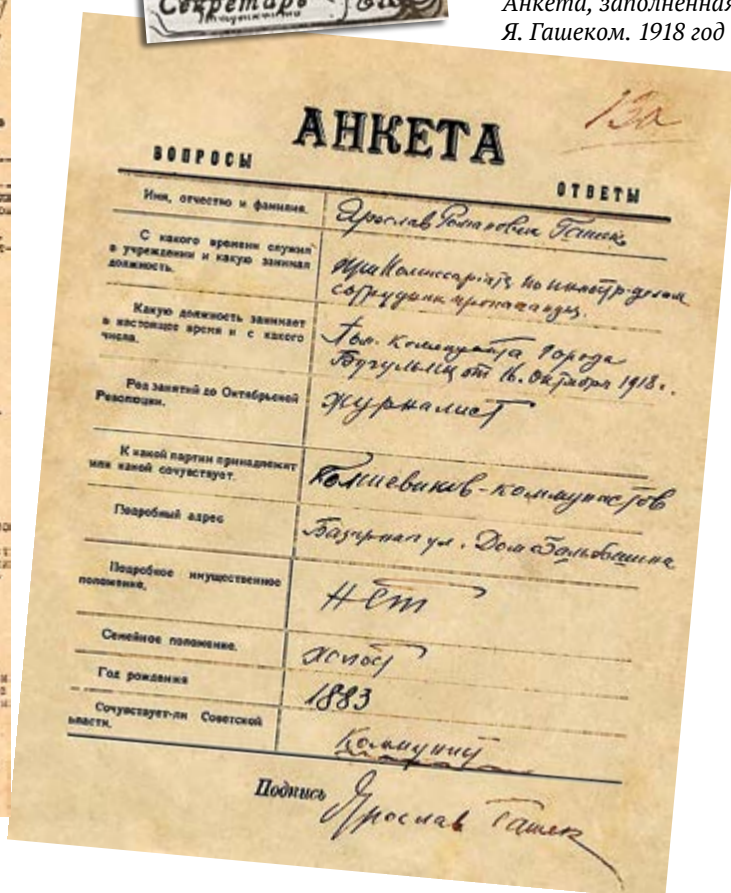 Секретарь
Анкета, заполненная
Я. Гашеком. 1918 год
13а
АНКЕТА
ВОПРОСЫ
ОТВЕТЫ
Имя, отчество и фамилия.
Ярослав Романович Гашек
С какого времени служил
в учреждении и какую занимал
должность.
при Комиссариатѣ по иностр. делам
сотрудник пропаганды.
Какую должность занимает
в настоящее время и с какого
числа.
Пом. коменданта города
Бугульмы от 16. октября 1918 г.
Род занятий до Октябрьской
Революции.
журналист
К какой партии принадлежит
или какой сочувствует.
Большевиков-коммунистов
Подробный адрес
Базарная ул. Дом
Подробное имущественное
положение.
Нет
Семейное положение.
холост
Год рождения
1883
Сочувствует-ли Советской
власти.
Коммунист
Подпись
Ярослав Гашек